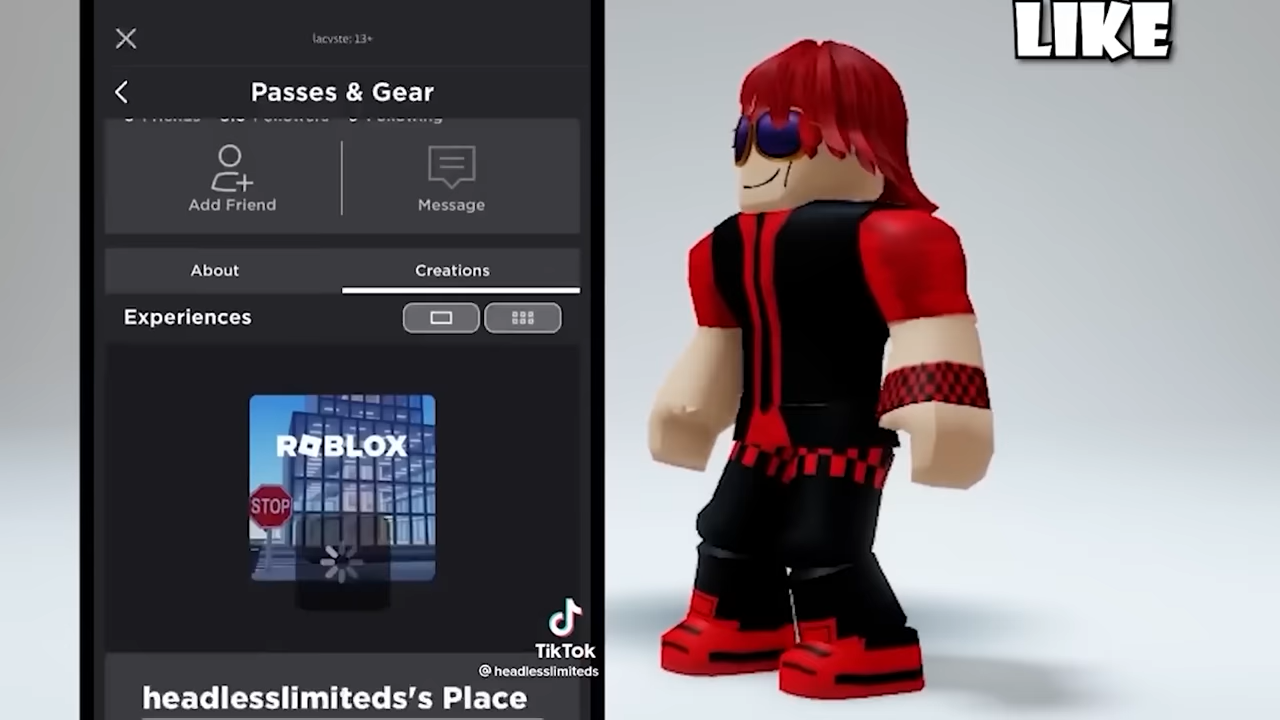 LIKE
lacvste: 13+
Passes & Gear
Add Friend
Message
About
Creations
Experiences
ROBLOX
STOP
TikTok
@headlesslimiteds
headlesslimiteds's Place